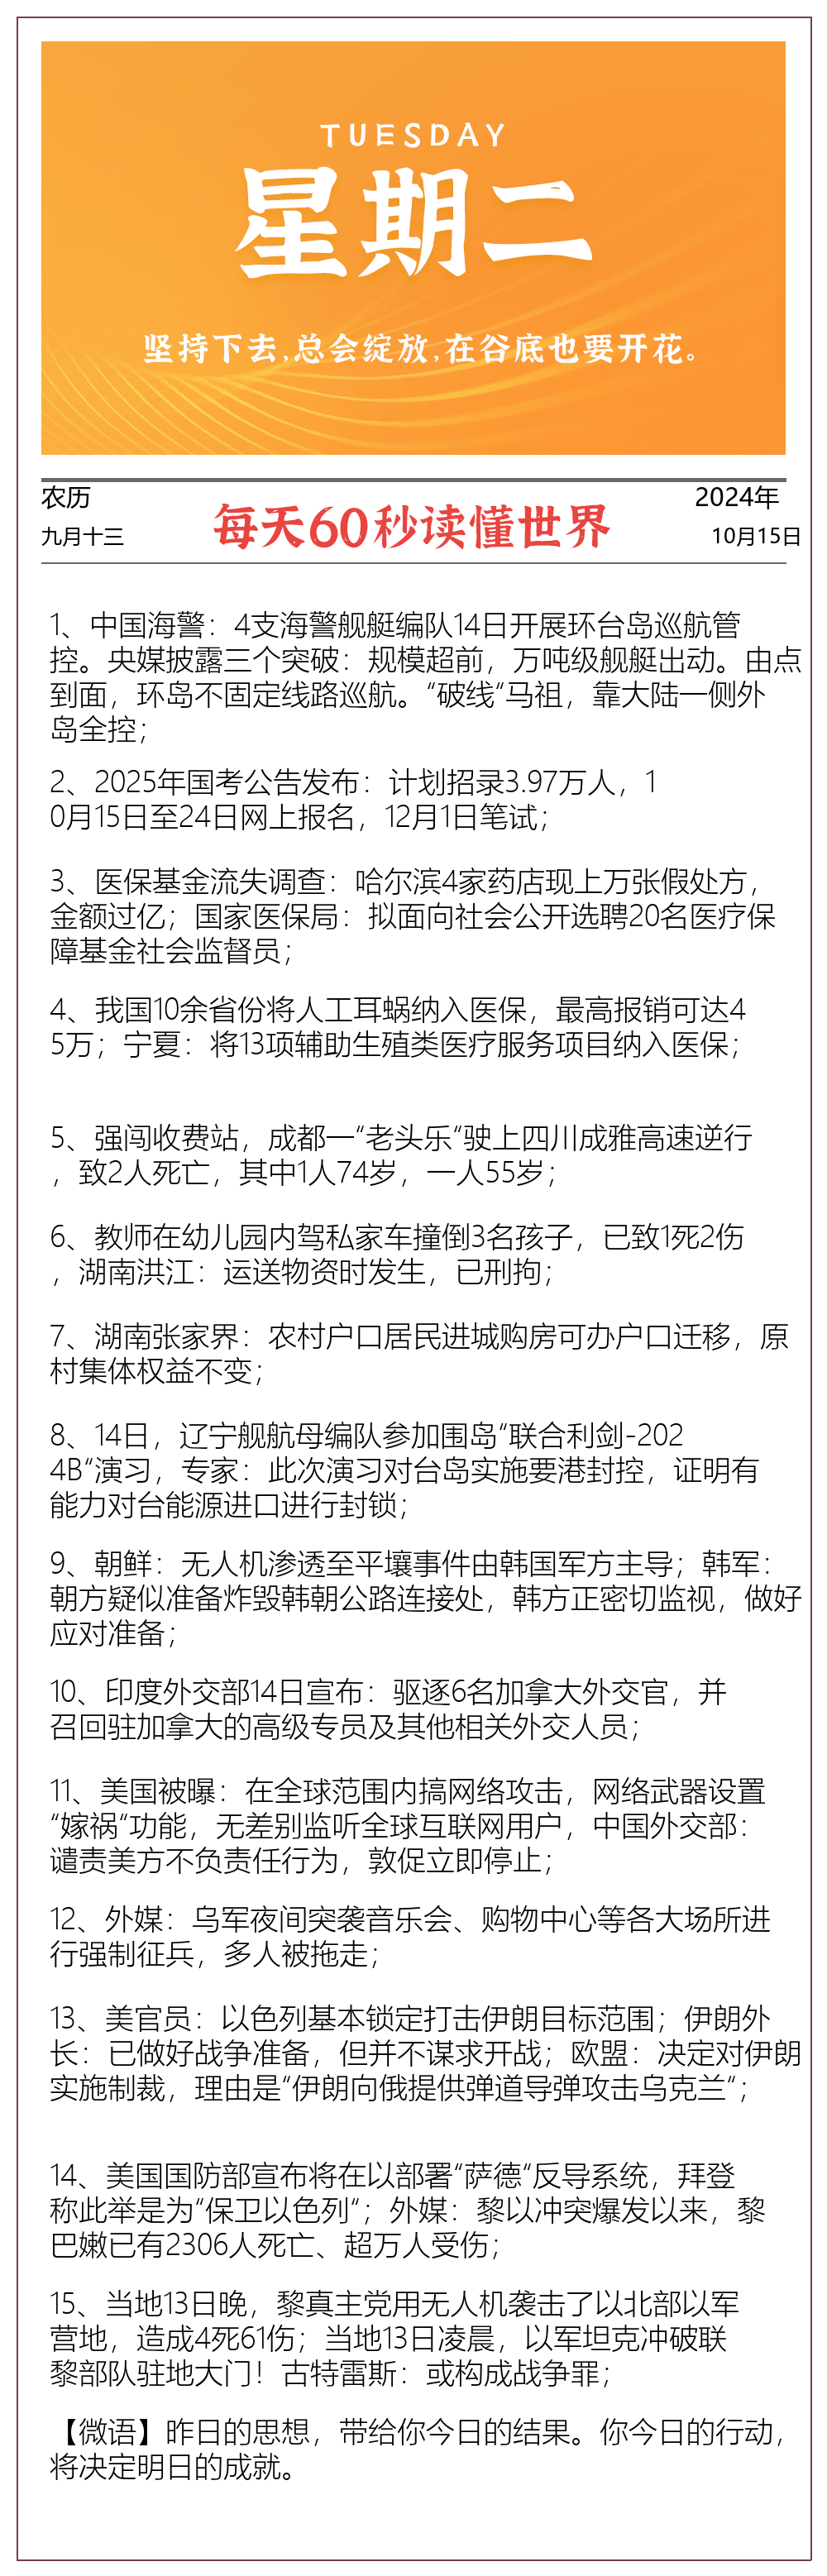 TUESDAY
星期二
坚持下去,总会绽放,在谷底也要开花。
农历
2024年
每天60秒读懂世界
九月十三
10月15日
1、中国海警：4支海警舰艇编队14日开展环台岛巡航管
控。央媒披露三个突破：规模超前，万吨级舰艇出动。由点
到面，环岛不固定线路巡航。“破线“马祖，靠大陆一侧外
岛全控；
2、2025年国考公告发布：计划招录3.97万人，1
0月15日至24日网上报名，12月1日笔试；
3、医保基金流失调查：哈尔滨4家药店现上万张假处方，
金额过亿；国家医保局：拟面向社会公开选聘20名医疗保
障基金社会监督员；
4、我国10余省份将人工耳蜗纳入医保，最高报销可达4
5万；宁夏：将13项辅助生殖类医疗服务项目纳入医保；
5、强闯收费站，成都一“老头乐“驶上四川成雅高速逆行
，致2人死亡，其中1人74岁，一人55岁；
6、教师在幼儿园内驾私家车撞倒3名孩子，已致1死2伤
，湖南洪江：运送物资时发生，已刑拘；
7、湖南张家界：农村户口居民进城购房可办户口迁移，原
村集体权益不变；
8、14日，辽宁舰航母编队参加围岛“联合利剑-202
4B“演习，专家：此次演习对台岛实施要港封控，证明有
能力对台能源进口进行封锁；
9、朝鲜：无人机渗透至平壤事件由韩国军方主导；韩军：
朝方疑似准备炸毁韩朝公路连接处，韩方正密切监视，做好
应对准备；
10、印度外交部14日宣布：驱逐6名加拿大外交官，并
召回驻加拿大的高级专员及其他相关外交人员；
11、美国被曝：在全球范围内搞网络攻击，网络武器设置
“嫁祸“功能，无差别监听全球互联网用户，中国外交部：
谴责美方不负责任行为，敦促立即停止；
12、外媒：乌军夜间突袭音乐会、购物中心等各大场所进
行强制征兵，多人被拖走；
13、美官员：以色列基本锁定打击伊朗目标范围；伊朗外
长：已做好战争准备，但并不谋求开战；欧盟：决定对伊朗
实施制裁，理由是“伊朗向俄提供弹道导弹攻击乌克兰“；
14、美国国防部宣布将在以部署“萨德“反导系统，拜登
称此举是为“保卫以色列“；外媒：黎以冲突爆发以来，黎
巴嫩已有2306人死亡、超万人受伤；
15、当地13日晚，黎真主党用无人机袭击了以北部以军
营地，造成4死61伤；当地13日凌晨，以军坦克冲破联
黎部队驻地大门！古特雷斯：或构成战争罪；
【微语】昨日的思想，带给你今日的结果。你今日的行动，
将决定明日的成就。